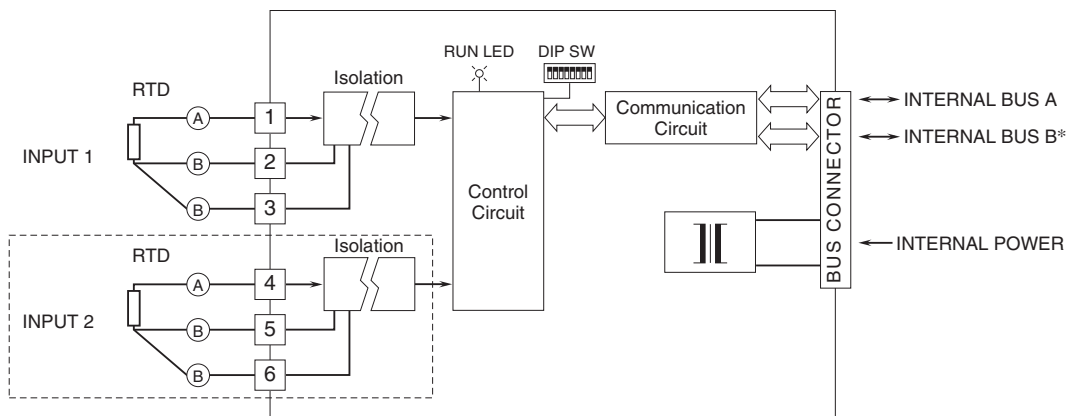 RUN LED
DIP SW
Isolation
RTD
A
1
INPUT 1
B
2
B
3
Control
Circuit
Communication
Circuit
BUS CONNECTOR
INTERNAL BUS A
INTERNAL BUS B*
INTERNAL POWER
Isolation
RTD
A
4
INPUT 2
B
5
B
6